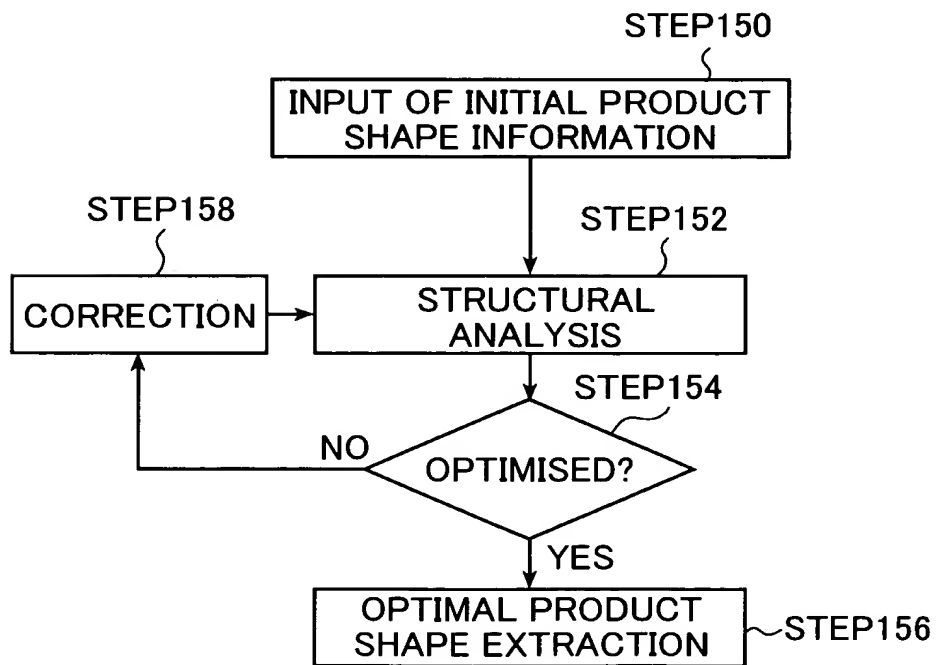 STEP150
INPUT OF INITIAL PRODUCT
SHAPE INFORMATION
STEP158
STEP152
CORRECTION
STRUCTURAL
ANALYSIS
STEP154
NO
OPTIMISED?
YES
OPTIMAL PRODUCT
SHAPE EXTRACTION
STEP156